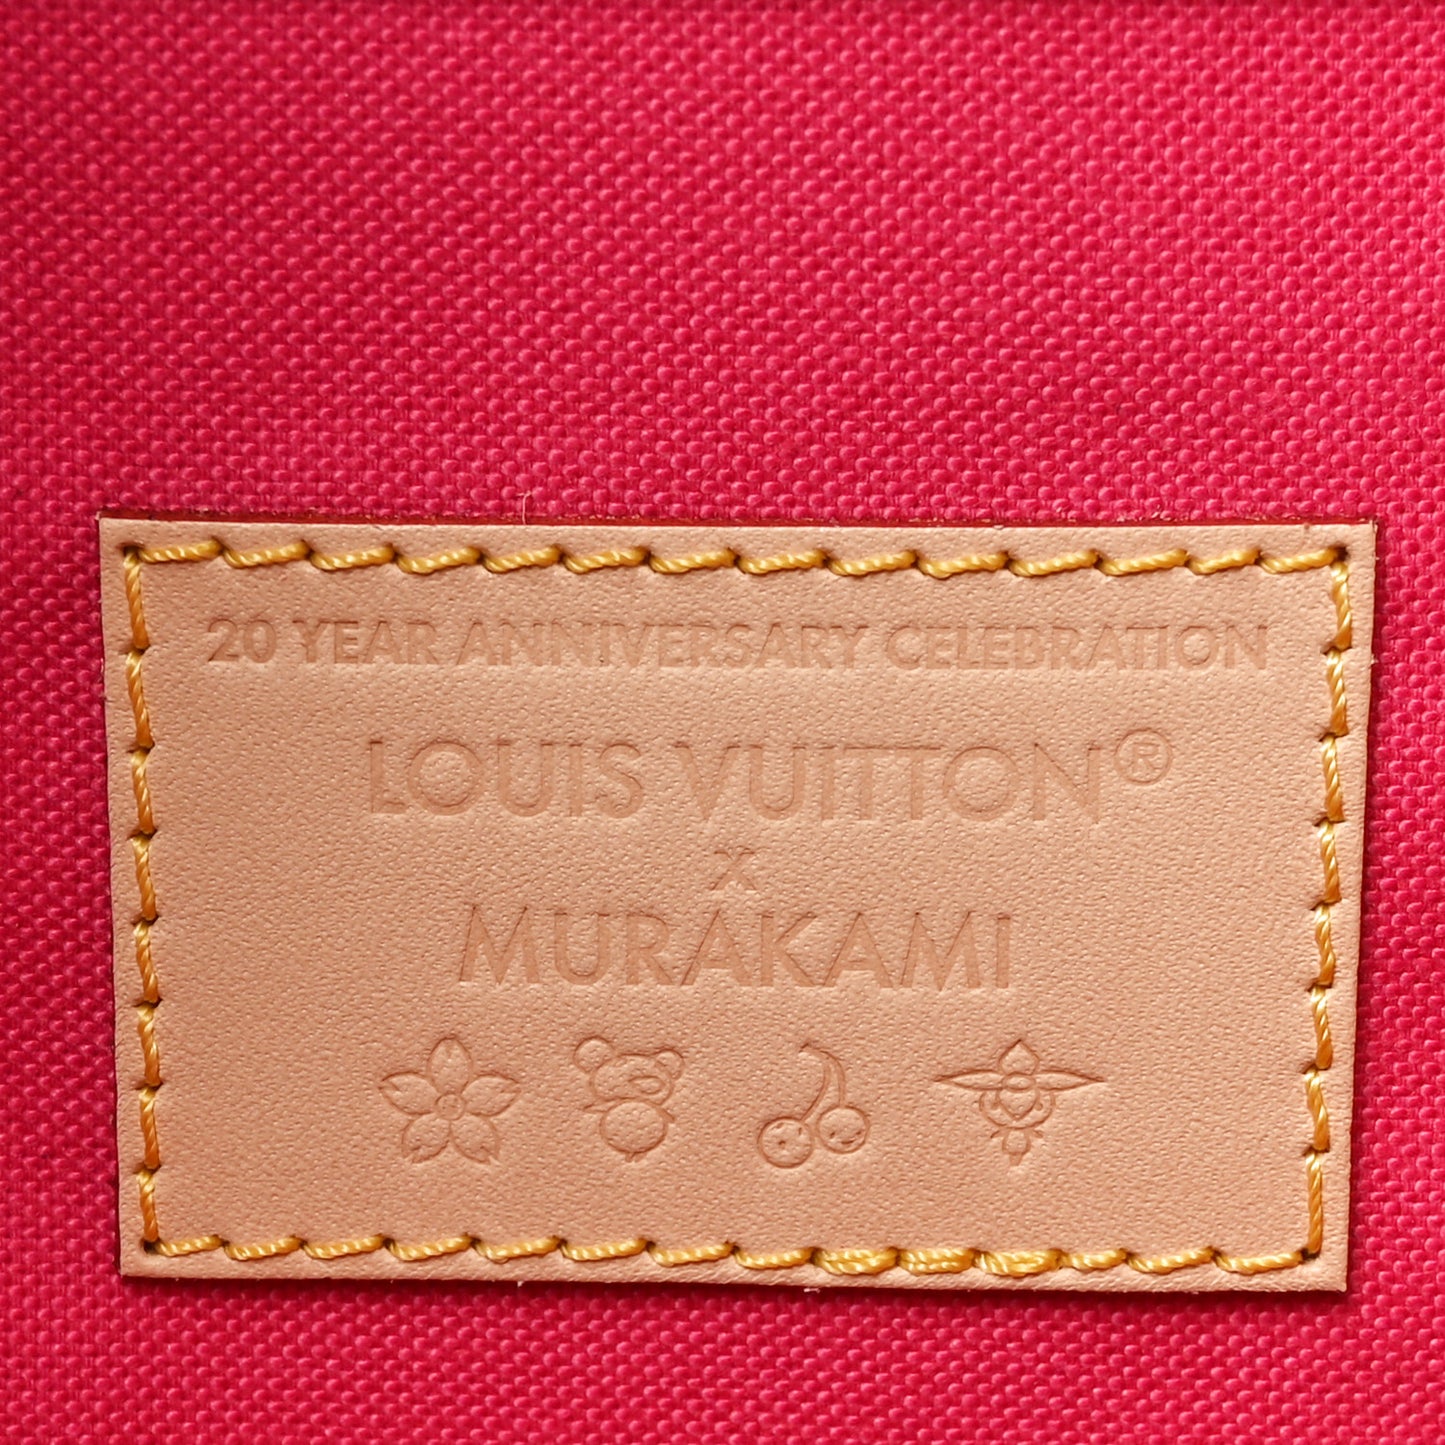 20 YEAR ANNIVERSARY CELEBRATION
LOUIS VUITTON®
x
MURAKAMI